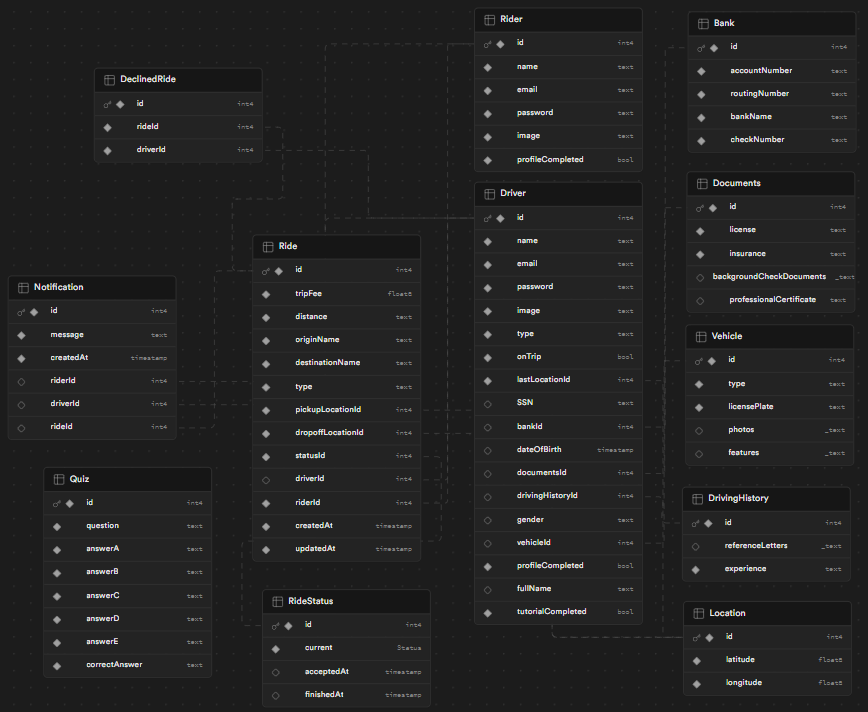 Rider
id int4
name text
email text
password text
image text
profileCompleted bool
Bank
id int4
accountNumber text
routingNumber text
bankName text
checkNumber text
DeclinedRide
id int4
rideId int4
driverId int4
Documents
id int4
license text
insurance text
backgroundCheckDocuments _text
professionalCertificate text
Driver
id int4
name text
email text
password text
image text
type text
onTrip bool
lastLocationId int4
SSN text
bankId int4
dateOfBirth timestamp
documentsId int4
drivingHistoryId int4
gender text
vehicleId int4
profileCompleted bool
fullName text
tutorialCompleted bool
Ride
id int4
tripFee float8
distance text
originName text
destinationName text
type text
pickupLocationId int4
dropoffLocationId int4
statusId int4
driverId int4
riderId int4
createdAt timestamp
updatedAt timestamp
Notification
id int4
message text
createdAt timestamp
riderId int4
driverId int4
rideId int4
Vehicle
id int4
type text
licensePlate text
photos _text
features _text
Quiz
id int4
question text
answerA text
answerB text
answerC text
answerD text
answerE text
correctAnswer text
DrivingHistory
id int4
referenceLetters _text
experience text
RideStatus
id int4
current Status
acceptedAt timestamp
finishedAt timestamp
Location
id int4
latitude float8
longitude float8